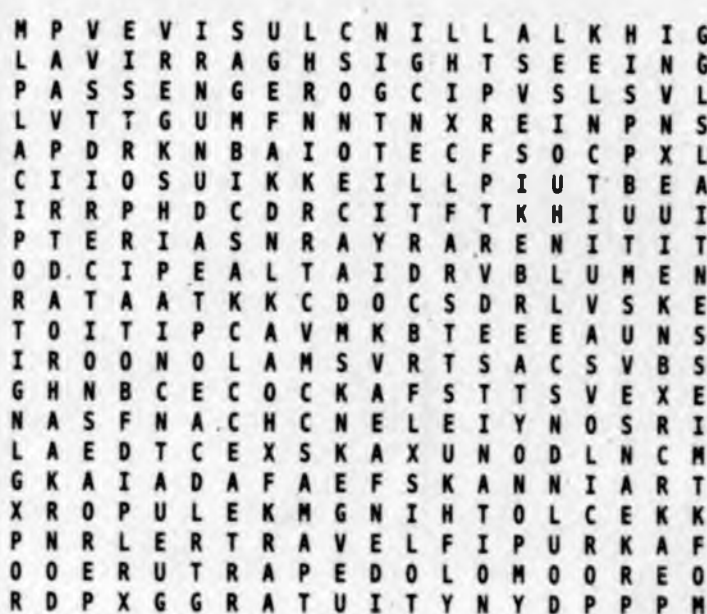 M P V E V I S U L C N I L L A L K H I G
L A V I R R A G H S I G H T S E E I N G
P A S S E N G E R O G C I P V S L S V L
L V T T G U M F N N T N X R E I N P N S
A P D R K N B A I O T E C F S O C P X L
C I I O S U I K K E I L L P I U T B E A
I R R P H D C D R C I T F T K H I U U I
P T E R I A S N R A Y R A R E N I T I T
O D C I P E A L T A I D R V B L U M E N
R A T A A T K K C D O C S D R L V S K E
T O I T I P C A V M K B T E E E A U N S
I R O O N O L A M S V R T S A C S V B S
G H N B C E C O C K A F S T T S V E X E
N A S F N A C H C N E L E I Y N O S R I
L A E D T C E X S K A X U N O D L N C M
G K A I A D A F A E F S K A N N I A R T
X R O P U L E K M G N I H T O L C E K K
P N R L E R T R A V E L F I P U R K A F
O O E R U T R A P E D O L O M O O R E O
R D P X G G R A T U I T Y N Y D P P P M